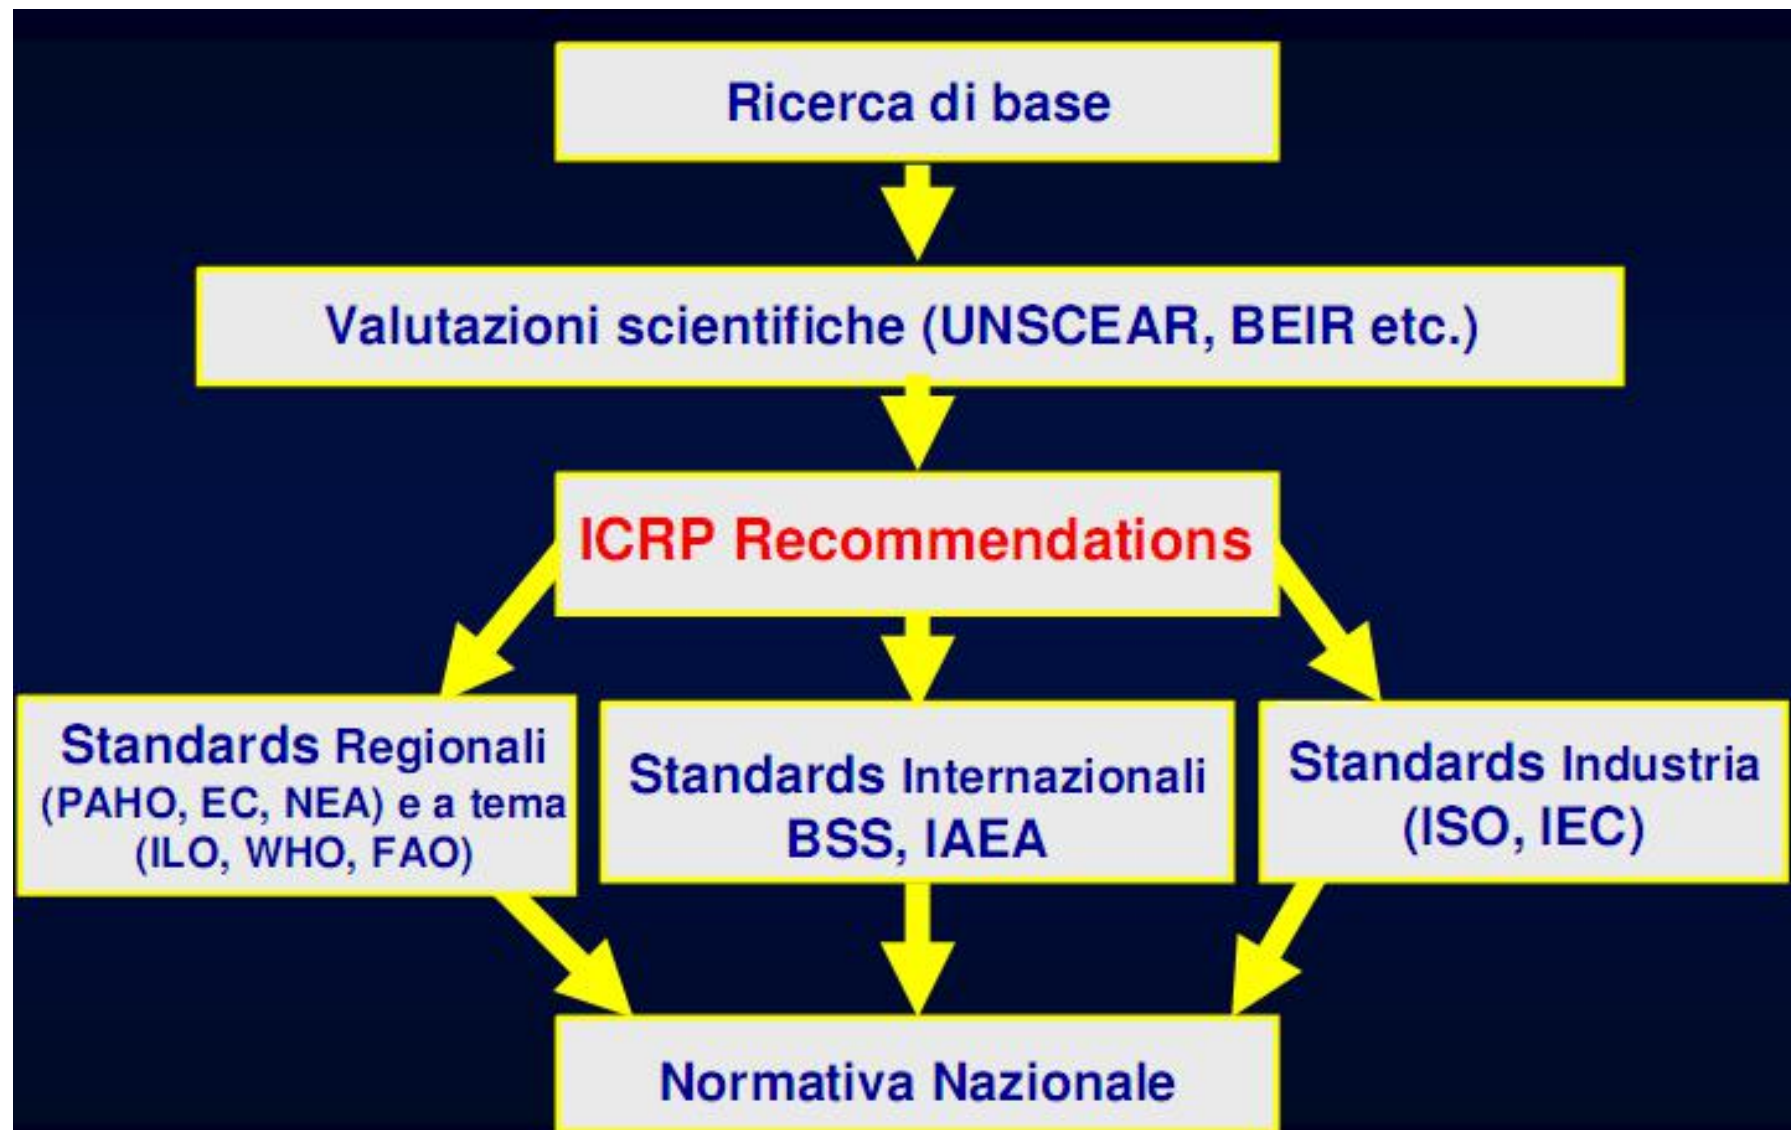 Ricerca di base
Valutazioni scientifiche (UNSCEAR, BEIR etc.)
ICRP Recommendations
Standards Regionali
(PAHO, EC, NEA) e a tema
(ILO, WHO, FAO)
Standards Internazionali
BSS, IAEA
Standards Industria
(ISO, IEC)
Normativa Nazionale